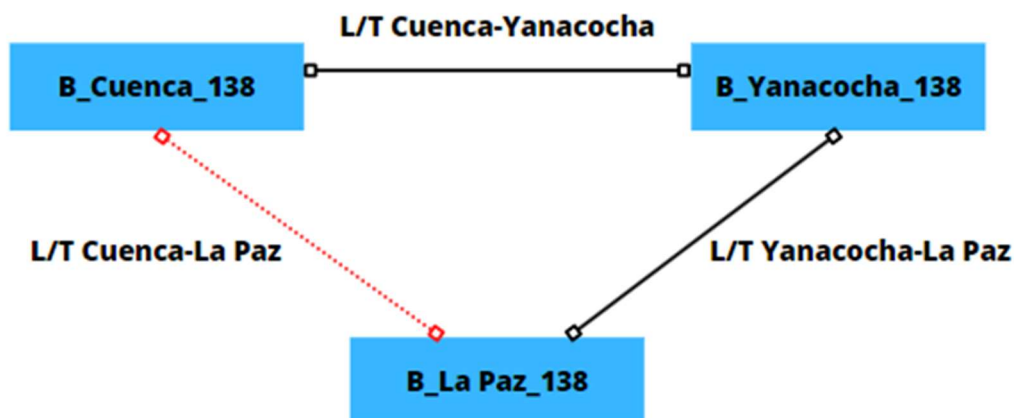 L/T Cuenca-Yanacocha
B_Cuenca_138
B_Yanacocha_138
L/T Cuenca-La Paz
L/T Yanacocha-La Paz
B_La Paz_138